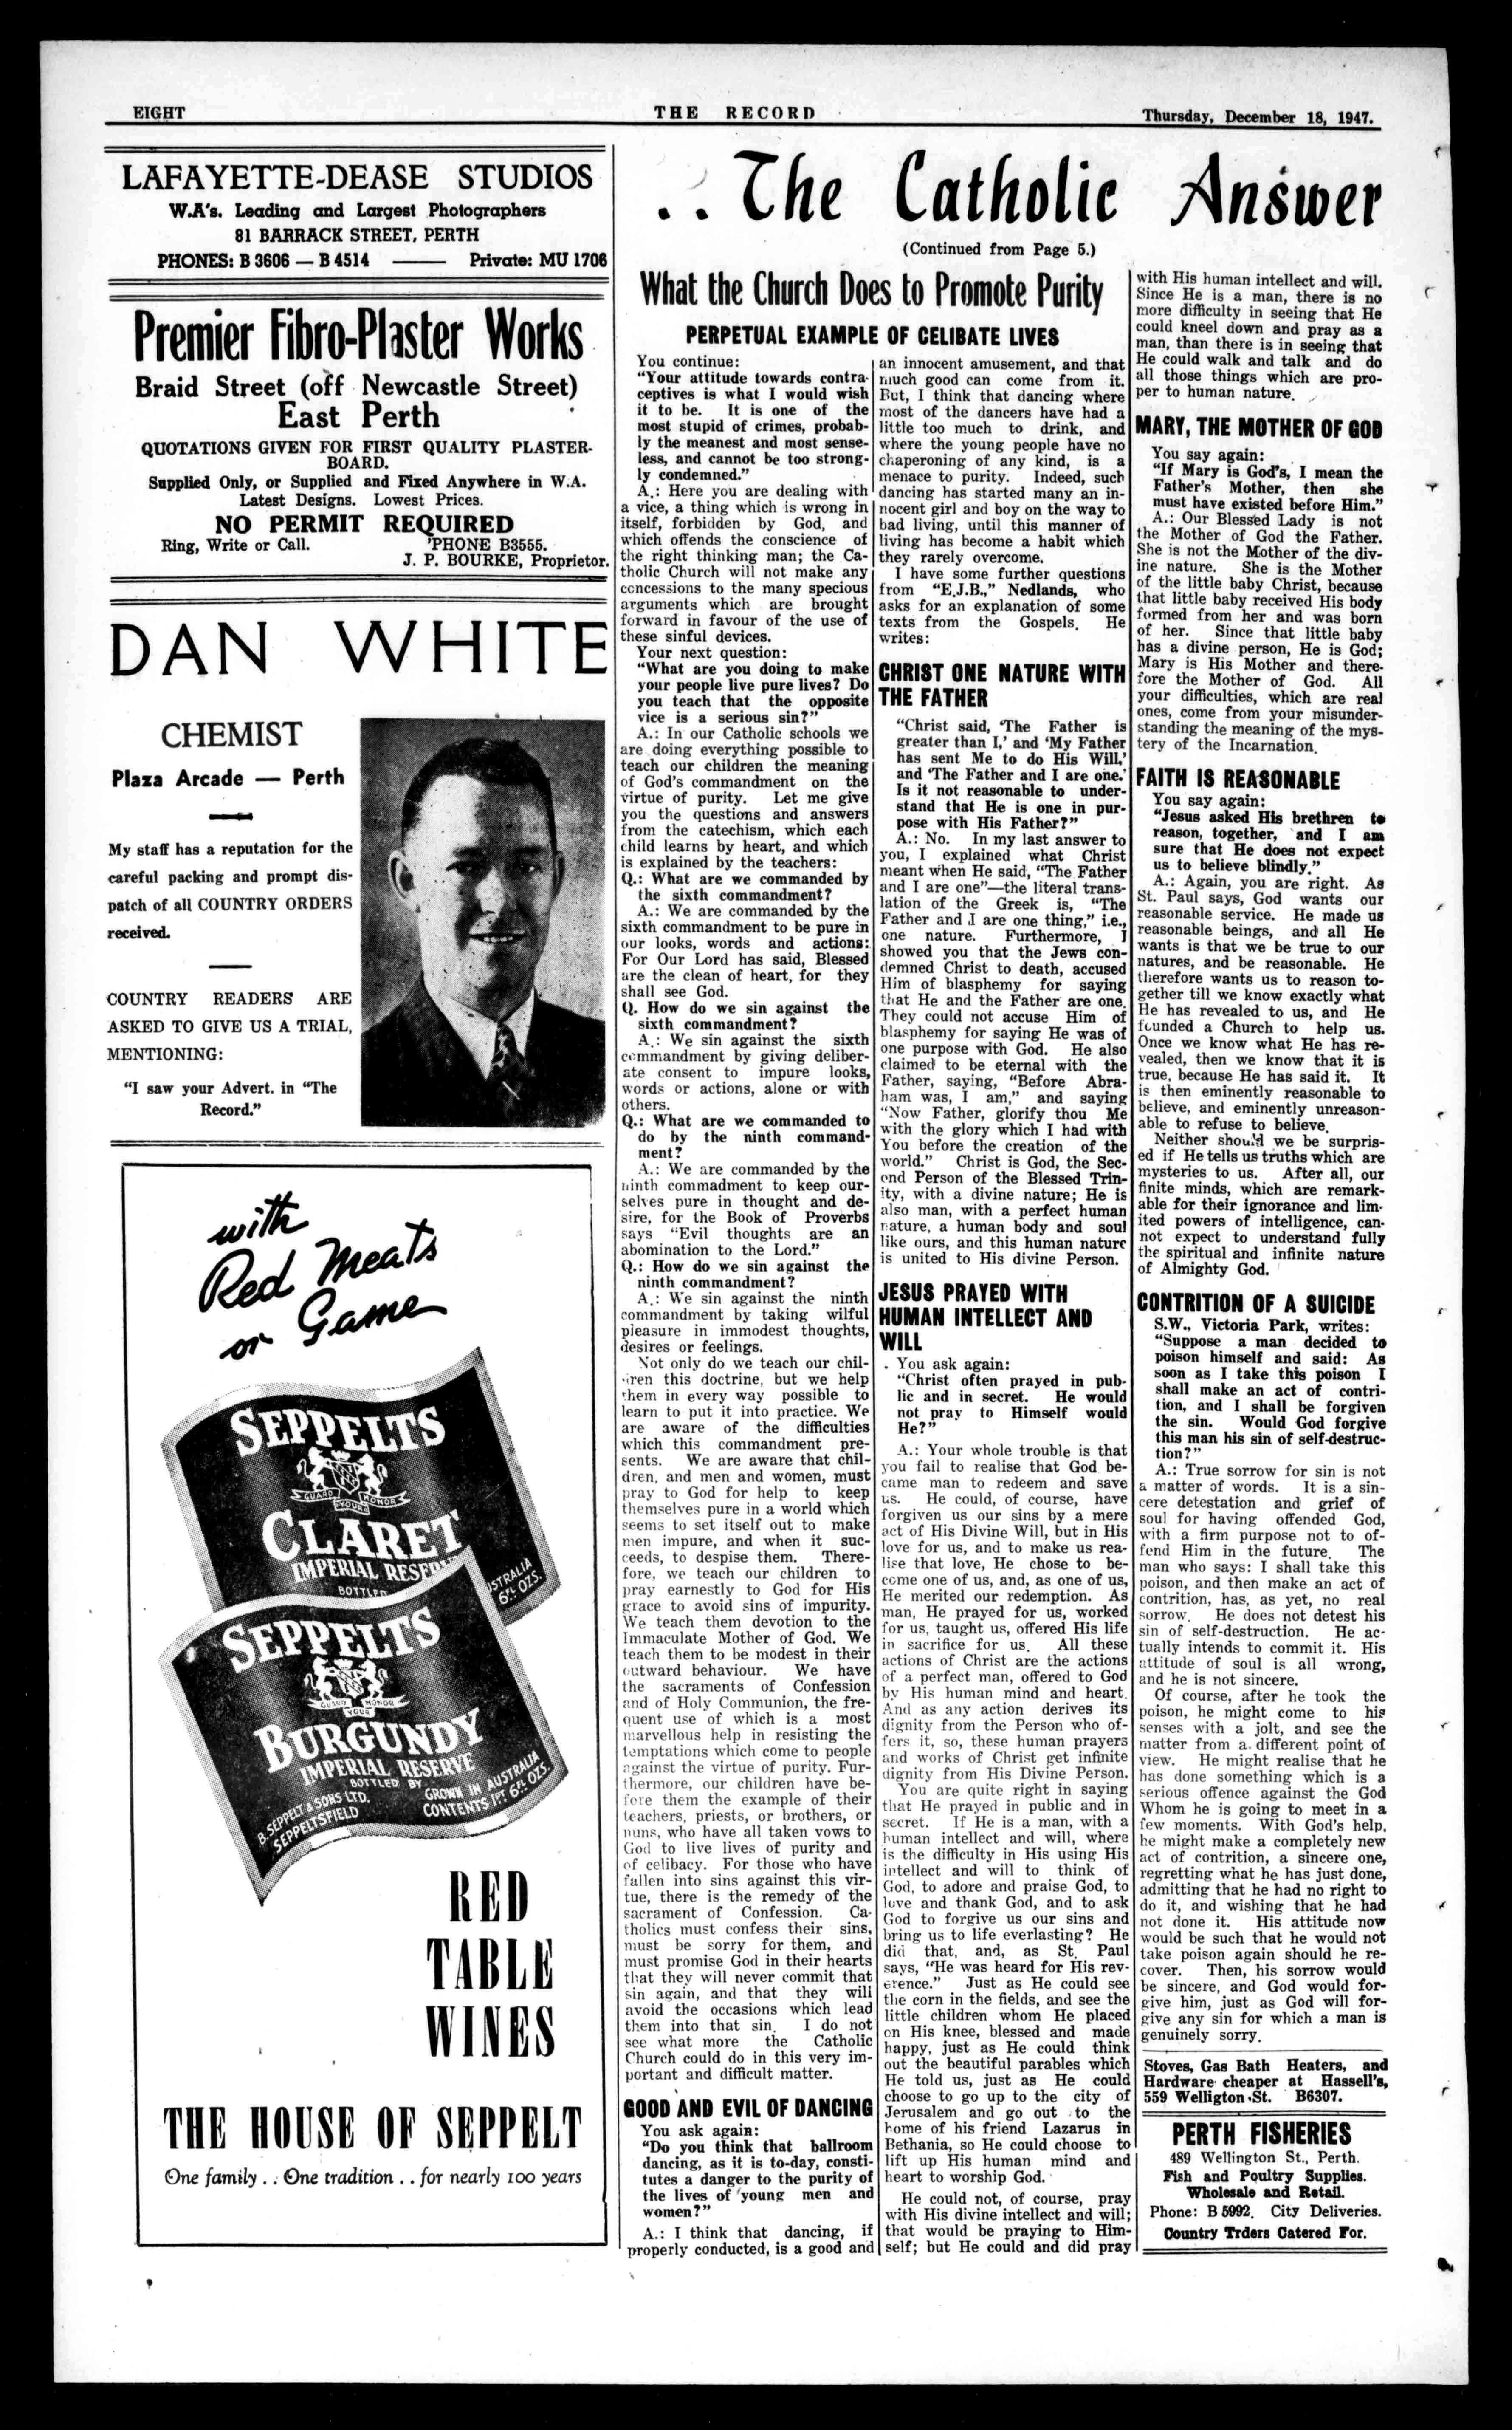 EIGHT
THE RECORD
Thursday, December 18, 1947.
LAFAYETTE-DEASE STUDIOS
W.A's. Leading and Largest Photographers
81 BARRACK STREET, PERTH
PHONES: B 3606 — B 4514 —— Private: MU 1706
Premier Fibro-Plaster Works
Braid Street (off Newcastle Street)
East Perth
QUOTATIONS GIVEN FOR FIRST QUALITY PLASTER-
BOARD.
Supplied Only, or Supplied and Fixed Anywhere in W.A.
Latest Designs. Lowest Prices.
NO PERMIT REQUIRED
Ring, Write or Call. 'PHONE B3555.
J. P. BOURKE, Proprietor.
DAN WHITE
CHEMIST
Plaza Arcade — Perth
My staff has a reputation for the
careful packing and prompt dis-
patch of all COUNTRY ORDERS
received.
COUNTRY READERS ARE
ASKED TO GIVE US A TRIAL,
MENTIONING:
"I saw your Advert. in "The
Record."
with
Red Meats
or Game
SEPPELTS
GUARD YOUR HONOR
CLARET
IMPERIAL RESERV
BOTTLED
STRALIA
6 FL OZS.
SEPPELTS
GUARD YOUR HONOR
BURGUNDY
IMPERIAL RESERVE
BOTTLED BY
B. SEPPELT & SONS LTD.
SEPPELTSFIELD
GROWN IN AUSTRALIA
CONTENTS 1 PT 6 FL OZS.
RED
TABLE
WINES
THE HOUSE OF SEPPELT
One family . . One tradition . . for nearly 100 years
. . The Catholic Answer
(Continued from Page 5.)
What the Church Does to Promote Purity
PERPETUAL EXAMPLE OF CELIBATE LIVES
You continue:
"Your attitude towards contra-
ceptives is what I would wish
it to be. It is one of the
most stupid of crimes, probab-
ly the meanest and most sense-
less, and cannot be too strong-
ly condemned."
A.: Here you are dealing with
a vice, a thing which is wrong in
itself, forbidden by God, and
which offends the conscience of
the right thinking man; the Ca-
tholic Church will not make any
concessions to the many specious
arguments which are brought
forward in favour of the use of
these sinful devices.
Your next question:
"What are you doing to make
your people live pure lives? Do
you teach that the opposite
vice is a serious sin?"
A.: In our Catholic schools we
are doing everything possible to
teach our children the meaning
of God's commandment on the
virtue of purity. Let me give
you the questions and answers
from the catechism, which each
child learns by heart, and which
is explained by the teachers:
Q.: What are we commanded by
the sixth commandment?
A.: We are commanded by the
sixth commandment to be pure in
our looks, words and actions:
For Our Lord has said, Blessed
are the clean of heart, for they
shall see God.
Q. How do we sin against the
sixth commandment?
A.: We sin against the sixth
commandment by giving deliber-
ate consent to impure looks,
words or actions, alone or with
others.
Q.: What are we commanded to
do by the ninth command-
ment?
A.: We are commanded by the
ninth commadment to keep our-
selves pure in thought and de-
sire, for the Book of Proverbs
says "Evil thoughts are an
abomination to the Lord."
Q.: How do we sin against the
ninth commandment?
A.: We sin against the ninth
commandment by taking wilful
pleasure in immodest thoughts,
desires or feelings.
Not only do we teach our chil-
dren this doctrine, but we help
them in every way possible to
learn to put it into practice. We
are aware of the difficulties
which this commandment pre-
sents. We are aware that chil-
dren, and men and women, must
pray to God for help to keep
themselves pure in a world which
seems to set itself out to make
men impure, and when it suc-
ceeds, to despise them. There-
fore, we teach our children to
pray earnestly to God for His
grace to avoid sins of impurity.
We teach them devotion to the
Immaculate Mother of God. We
teach them to be modest in their
outward behaviour. We have
the sacraments of Confession
and of Holy Communion, the fre-
quent use of which is a most
marvellous help in resisting the
temptations which come to people
against the virtue of purity. Fur-
thermore, our children have be-
fore them the example of their
teachers, priests, or brothers, or
nuns, who have all taken vows to
God to live lives of purity and
of celibacy. For those who have
fallen into sins against this vir-
tue, there is the remedy of the
sacrament of Confession. Ca-
tholics must confess their sins,
must be sorry for them, and
must promise God in their hearts
that they will never commit that
sin again, and that they will
avoid the occasions which lead
them into that sin. I do not
see what more the Catholic
Church could do in this very im-
portant and difficult matter.
GOOD AND EVIL OF DANCING
You ask again:
"Do you think that ballroom
dancing, as it is to-day, consti-
tutes a danger to the purity of
the lives of young men and
women?"
A.: I think that dancing, if
properly conducted, is a good and
an innocent amusement, and that
much good can come from it.
But, I think that dancing where
most of the dancers have had a
little too much to drink, and
where the young people have no
chaperoning of any kind, is a
menace to purity. Indeed, such
dancing has started many an in-
nocent girl and boy on the way to
bad living, until this manner of
living has become a habit which
they rarely overcome.
I have some further questions
from "E.J.B.," Nedlands, who
asks for an explanation of some
texts from the Gospels. He
writes:
CHRIST ONE NATURE WITH
THE FATHER
"Christ said, 'The Father is
greater than I,' and 'My Father
has sent Me to do His Will,'
and 'The Father and I are one.'
Is it not reasonable to under-
stand that He is one in pur-
pose with His Father?"
A.: No. In my last answer to
you, I explained what Christ
meant when He said, "The Father
and I are one"—the literal trans-
lation of the Greek is, "The
Father and I are one thing," i.e.,
one nature. Furthermore, I
showed you that the Jews con-
demned Christ to death, accused
Him of blasphemy for saying
that He and the Father are one.
They could not accuse Him of
blasphemy for saying He was of
one purpose with God. He also
claimed to be eternal with the
Father, saying, "Before Abra-
ham was, I am," and saying
"Now Father, glorify thou Me
with the glory which I had with
You before the creation of the
world." Christ is God, the Sec-
ond Person of the Blessed Trin-
ity, with a divine nature; He is
also man, with a perfect human
nature, a human body and soul
like ours, and this human nature
is united to His divine Person.
JESUS PRAYED WITH
HUMAN INTELLECT AND
WILL
. You ask again:
"Christ often prayed in pub-
lic and in secret. He would
not pray to Himself would
He?"
A.: Your whole trouble is that
you fail to realise that God be-
came man to redeem and save
us. He could, of course, have
forgiven us our sins by a mere
act of His Divine Will, but in His
love for us, and to make us rea-
lise that love, He chose to be-
come one of us, and, as one of us,
He merited our redemption. As
man, He prayed for us, worked
for us, taught us, offered His life
in sacrifice for us. All these
actions of Christ are the actions
of a perfect man, offered to God
by His human mind and heart.
And as any action derives its
dignity from the Person who of-
fers it, so, these human prayers
and works of Christ get infinite
dignity from His Divine Person.
You are quite right in saying
that He prayed in public and in
secret. If He is a man, with a
human intellect and will, where
is the difficulty in His using His
intellect and will to think of
God, to adore and praise God, to
love and thank God, and to ask
God to forgive us our sins and
bring us to life everlasting? He
did that, and, as St. Paul
says, "He was heard for His rev-
erence." Just as He could see
the corn in the fields, and see the
little children whom He placed
on His knee, blessed and made
happy, just as He could think
out the beautiful parables which
He told us, just as He could
choose to go up to the city of
Jerusalem and go out to the
home of his friend Lazarus in
Bethania, so He could choose to
lift up His human mind and
heart to worship God.
He could not, of course, pray
with His divine intellect and will;
that would be praying to Him-
self; but He could and did pray
with His human intellect and will.
Since He is a man, there is no
more difficulty in seeing that He
could kneel down and pray as a
man, than there is in seeing that
He could walk and talk and do
all those things which are pro-
per to human nature.
MARY, THE MOTHER OF GOD
You say again:
"If Mary is God's, I mean the
Father's Mother, then she
must have existed before Him."
A.: Our Blessed Lady is not
the Mother of God the Father.
She is not the Mother of the div-
ine nature. She is the Mother
of the little baby Christ, because
that little baby received His body
formed from her and was born
of her. Since that little baby
has a divine person, He is God;
Mary is His Mother and there-
fore the Mother of God. All
your difficulties, which are real
ones, come from your misunder-
standing the meaning of the mys-
tery of the Incarnation.
FAITH IS REASONABLE
You say again:
"Jesus asked His brethren to
reason, together, and I am
sure that He does not expect
us to believe blindly."
A.: Again, you are right. As
St. Paul says, God wants our
reasonable service. He made us
reasonable beings, and all He
wants is that we be true to our
natures, and be reasonable. He
therefore wants us to reason to-
gether till we know exactly what
He has revealed to us, and He
founded a Church to help us.
Once we know what He has re-
vealed, then we know that it is
true, because He has said it. It
is then eminently reasonable to
believe, and eminently unreason-
able to refuse to believe.
Neither should we be surpris-
ed if He tells us truths which are
mysteries to us. After all, our
finite minds, which are remark-
able for their ignorance and lim-
ited powers of intelligence, can-
not expect to understand fully
the spiritual and infinite nature
of Almighty God.
CONTRITION OF A SUICIDE
S.W., Victoria Park, writes:
"Suppose a man decided to
poison himself and said: As
soon as I take this poison I
shall make an act of contri-
tion, and I shall be forgiven
the sin. Would God forgive
this man his sin of self-destruc-
tion?"
A.: True sorrow for sin is not
a matter of words. It is a sin-
cere detestation and grief of
soul for having offended God,
with a firm purpose not to of-
fend Him in the future. The
man who says: I shall take this
poison, and then make an act of
contrition, has, as yet, no real
sorrow. He does not detest his
sin of self-destruction. He ac-
tually intends to commit it. His
attitude of soul is all wrong,
and he is not sincere.
Of course, after he took the
poison, he might come to his
senses with a jolt, and see the
matter from a different point of
view. He might realise that he
has done something which is a
serious offence against the God
Whom he is going to meet in a
few moments. With God's help,
he might make a completely new
act of contrition, a sincere one,
regretting what he has just done,
admitting that he had no right to
do it, and wishing that he had
not done it. His attitude now
would be such that he would not
take poison again should he re-
cover. Then, his sorrow would
be sincere, and God would for-
give him, just as God will for-
give any sin for which a man is
genuinely sorry.
Stoves, Gas Bath Heaters, and
Hardware cheaper at Hassell's,
559 Welligton St. B6307.
PERTH FISHERIES
489 Wellington St., Perth.
Fish and Poultry Supplies.
Wholesale and Retail.
Phone: B 5992. City Deliveries.
Country Trders Catered For.